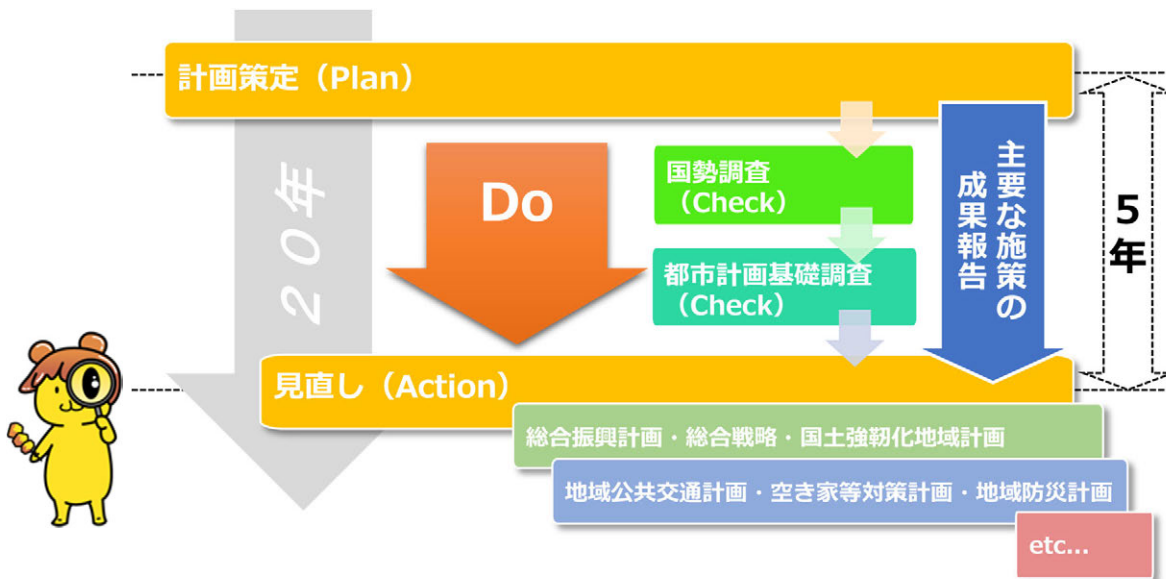 計画策定（Plan）
20年
Do
国勢調査
（Check）
都市計画基礎調査
（Check）
主要な施策の
成果報告
5
年
見直し（Action）
総合振興計画・総合戦略・国土強靭化地域計画
地域公共交通計画・空き家等対策計画・地域防災計画
etc...